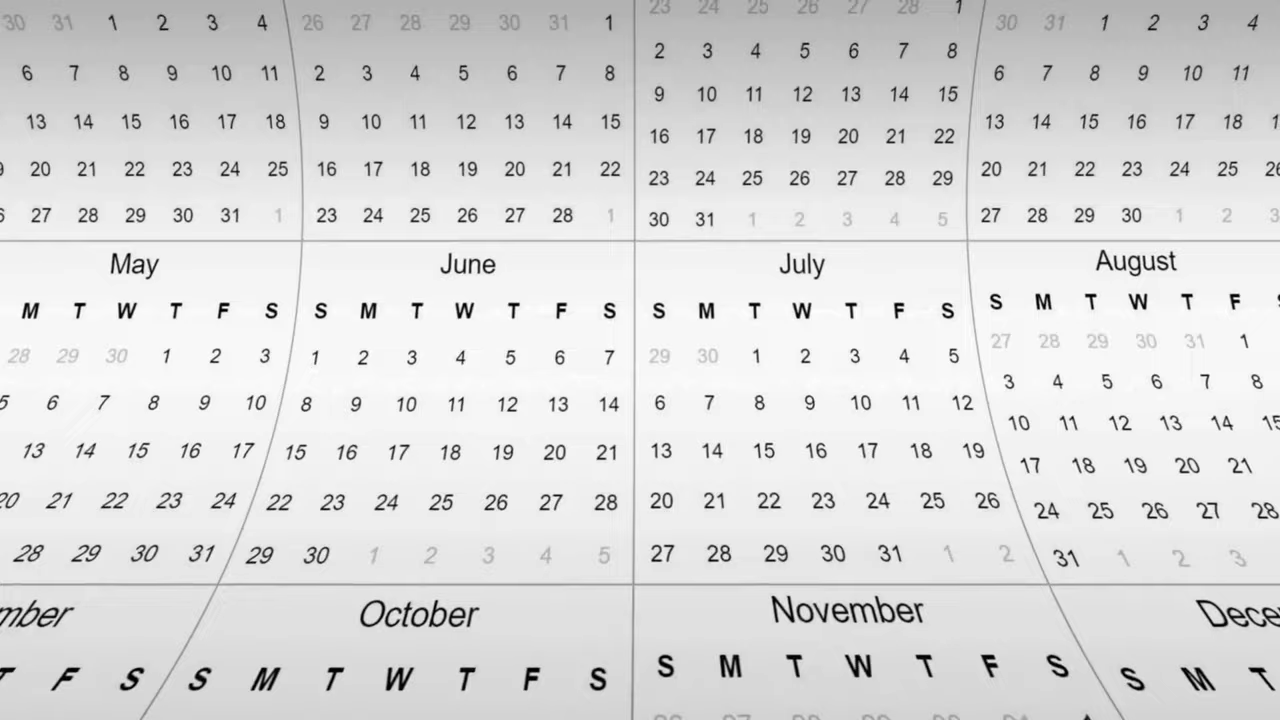 30 31 1 2 3 4
6 7 8 9 10 11
13 14 15 16 17 18
20 21 22 23 24 25
27 28 29 30 31 1
26 27 28 29 30 31 1
2 3 4 5 6 7 8
9 10 11 12 13 14 15
16 17 18 19 20 21 22
23 24 25 26 27 28 1
23 24 25 26 27 28 1
2 3 4 5 6 7 8
9 10 11 12 13 14 15
16 17 18 19 20 21 22
23 24 25 26 27 28 29
30 31 1 2 3 4 5
30 31 1 2 3 4
6 7 8 9 10 11
13 14 15 16 17 18
20 21 22 23 24 25
27 28 29 30 1 2 3
May
M T W T F S
28 29 30 1 2 3
5 6 7 8 9 10
13 14 15 16 17
20 21 22 23 24
28 29 30 31
June
S M T W T F S
1 2 3 4 5 6 7
8 9 10 11 12 13 14
15 16 17 18 19 20 21
22 23 24 25 26 27 28
29 30 1 2 3 4 5
July
S M T W T F S
29 30 1 2 3 4 5
6 7 8 9 10 11 12
13 14 15 16 17 18 19
20 21 22 23 24 25 26
27 28 29 30 31 1 2
August
S M T W T F
27 28 29 30 31 1
3 4 5 6 7 8
10 11 12 13 14 15
17 18 19 20 21
24 25 26 27 28
31 1 2 3
mber
T F S
October
S M T W T F S
November
S M T W T F S
Dece
S M T